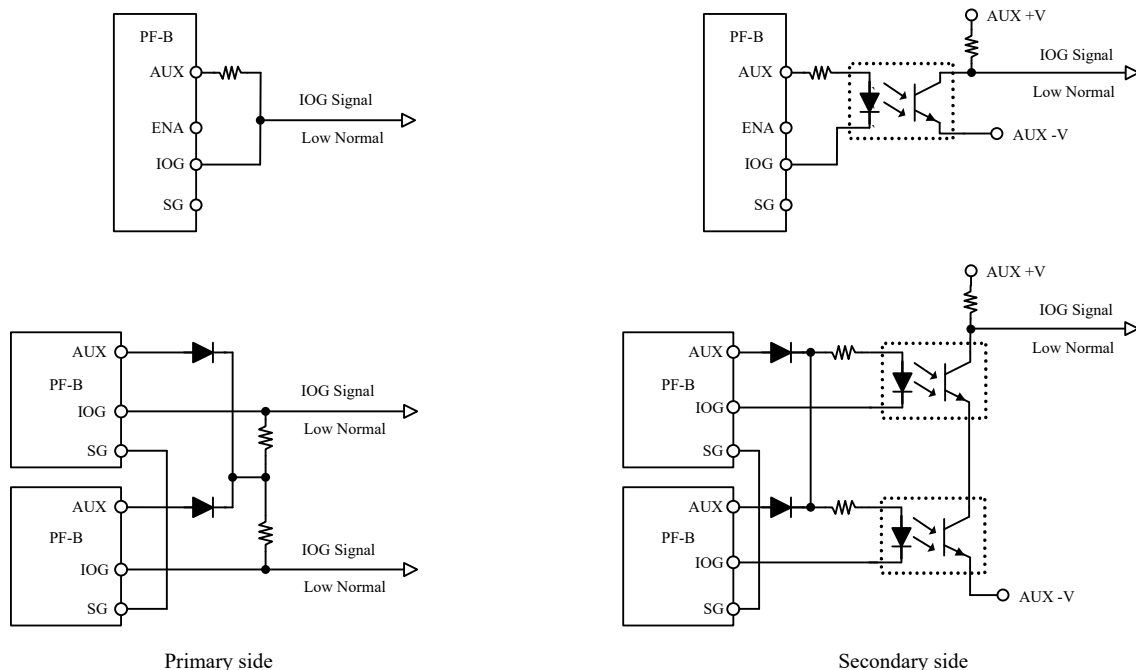 PF-B
AUX
ENA
IOG
SG
IOG Signal
Low Normal
PF-B
AUX
ENA
IOG
SG
AUX +V
IOG Signal
Low Normal
AUX -V
AUX
PF-B
IOG
SG
IOG Signal
Low Normal
AUX
PF-B
IOG
SG
IOG Signal
Low Normal
Primary side
AUX
PF-B
IOG
SG
AUX +V
IOG Signal
Low Normal
AUX
PF-B
IOG
SG
AUX -V
Secondary side